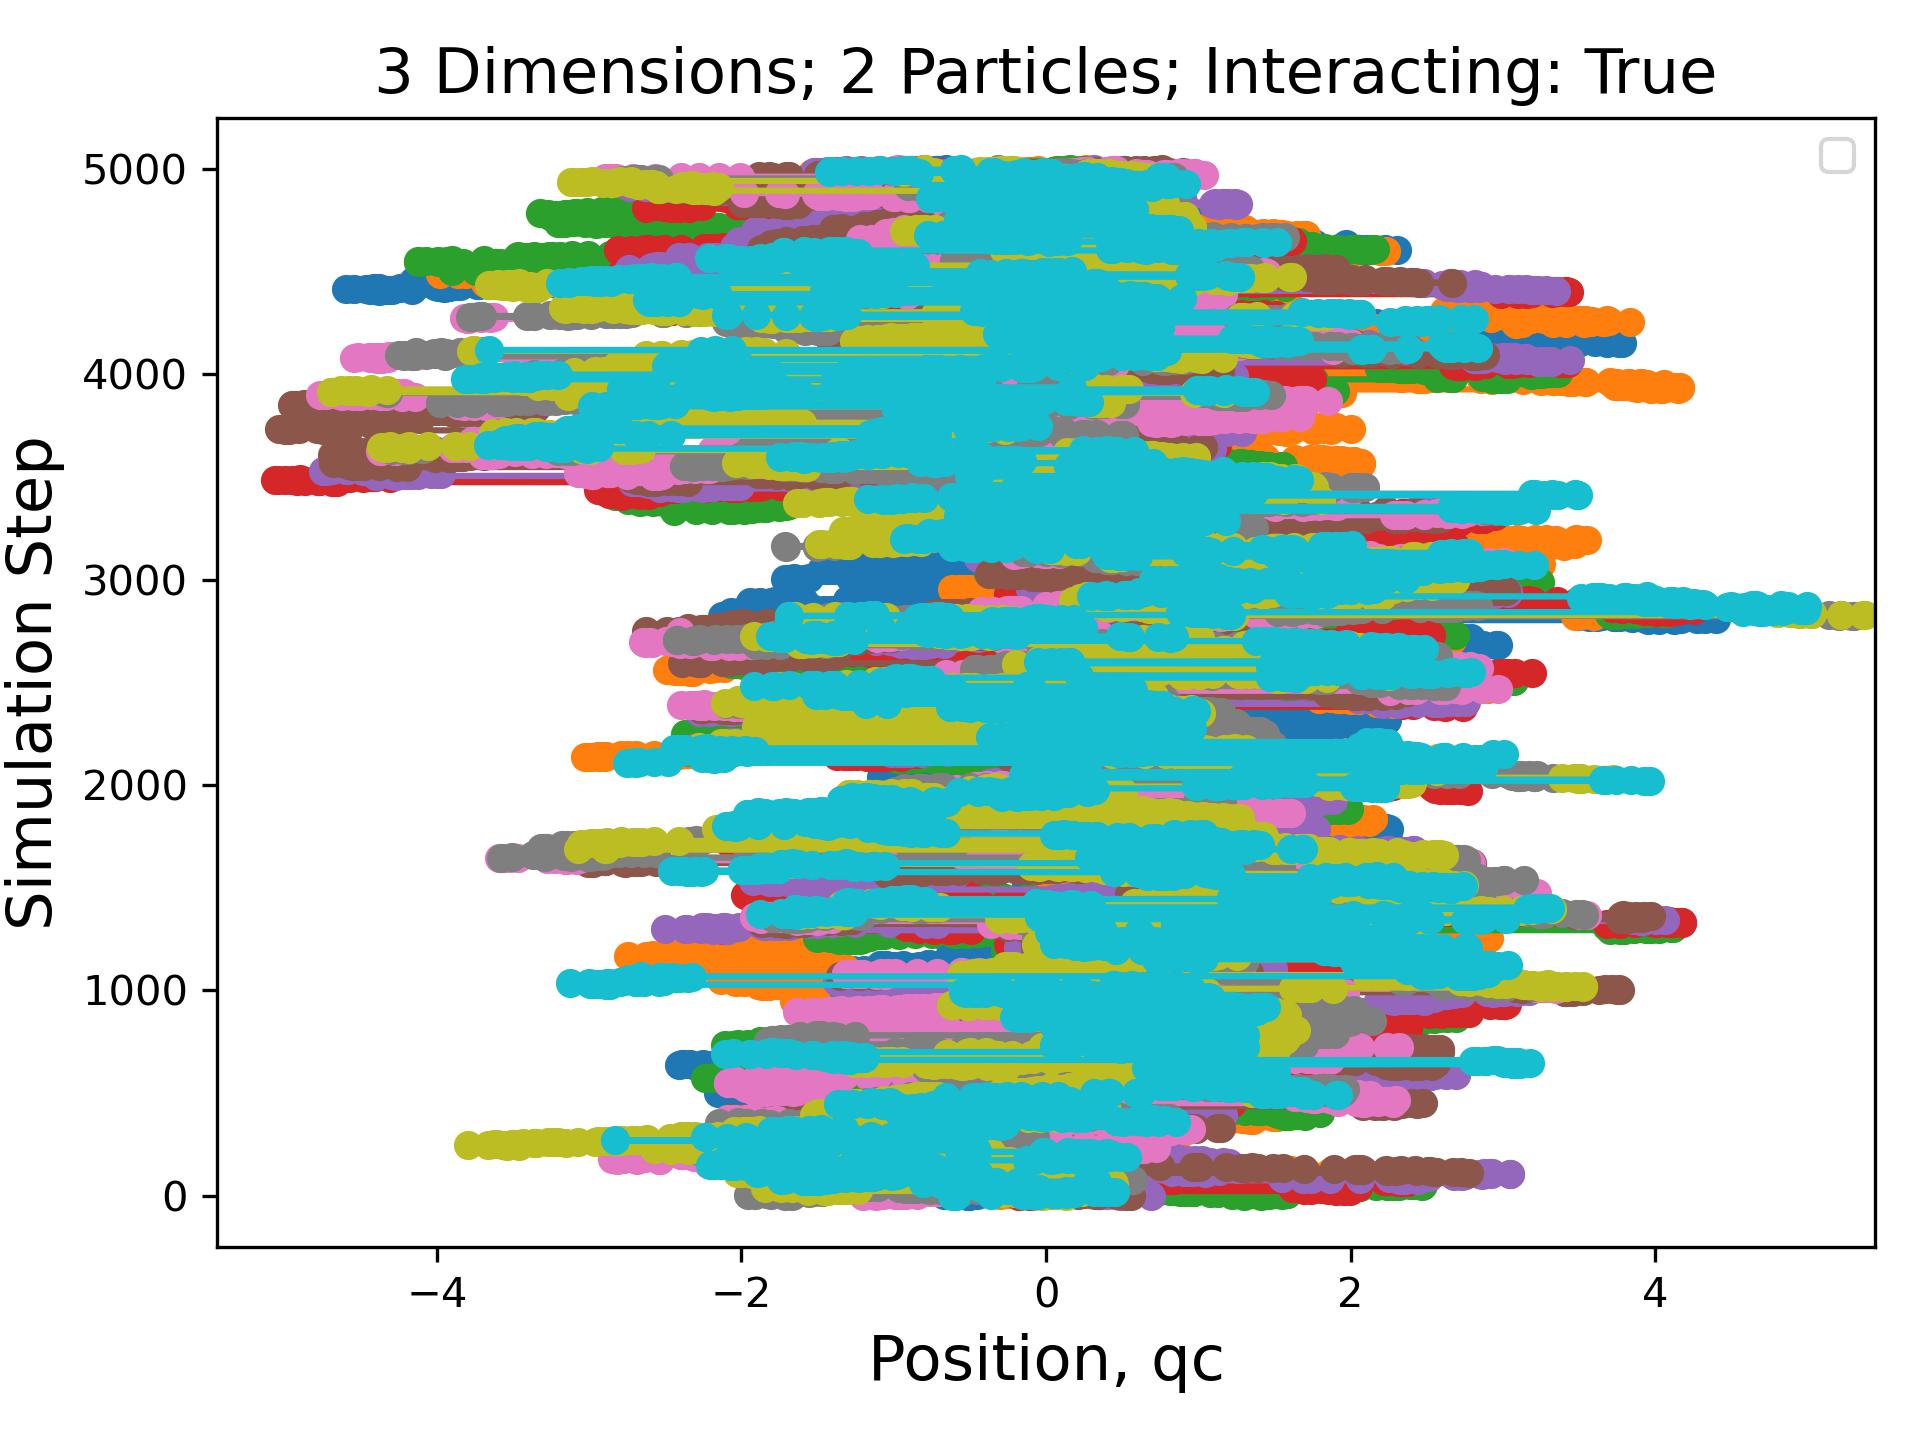 3 Dimensions; 2 Particles; Interacting: True
5000
4000
3000
2000
1000
0
Simulation Step
−4 −2 0 2 4
Position, qc